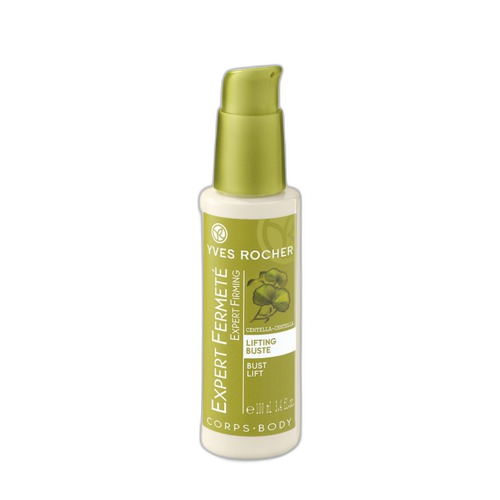 YVES ROCHER
EXPERT FERMETÉ
EXPERT FIRMING
CENTELLA-CENTELLA
LIFTING
BUSTE
BUST
LIFT
℮ 100 ml 3.4 fl.oz
CORPS•BODY